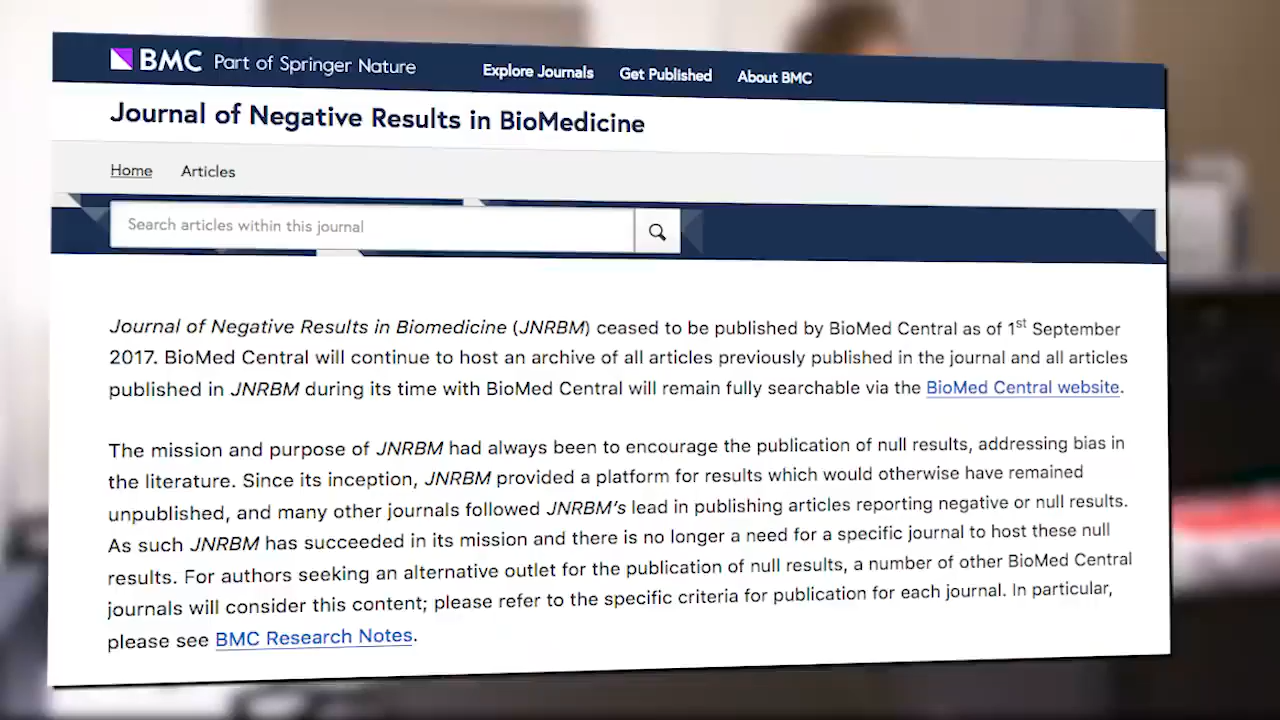 BMC Part of Springer Nature
Explore Journals Get Published About BMC
Journal of Negative Results in BioMedicine
Home Articles
Search articles within this journal
Journal of Negative Results in Biomedicine (JNRBM) ceased to be published by BioMed Central as of 1st September
2017. BioMed Central will continue to host an archive of all articles previously published in the journal and all articles
published in JNRBM during its time with BioMed Central will remain fully searchable via the BioMed Central website.
The mission and purpose of JNRBM had always been to encourage the publication of null results, addressing bias in
the literature. Since its inception, JNRBM provided a platform for results which would otherwise have remained
unpublished, and many other journals followed JNRBM's lead in publishing articles reporting negative or null results.
As such JNRBM has succeeded in its mission and there is no longer a need for a specific journal to host these null
results. For authors seeking an alternative outlet for the publication of null results, a number of other BioMed Central
journals will consider this content; please refer to the specific criteria for publication for each journal. In particular,
please see BMC Research Notes.